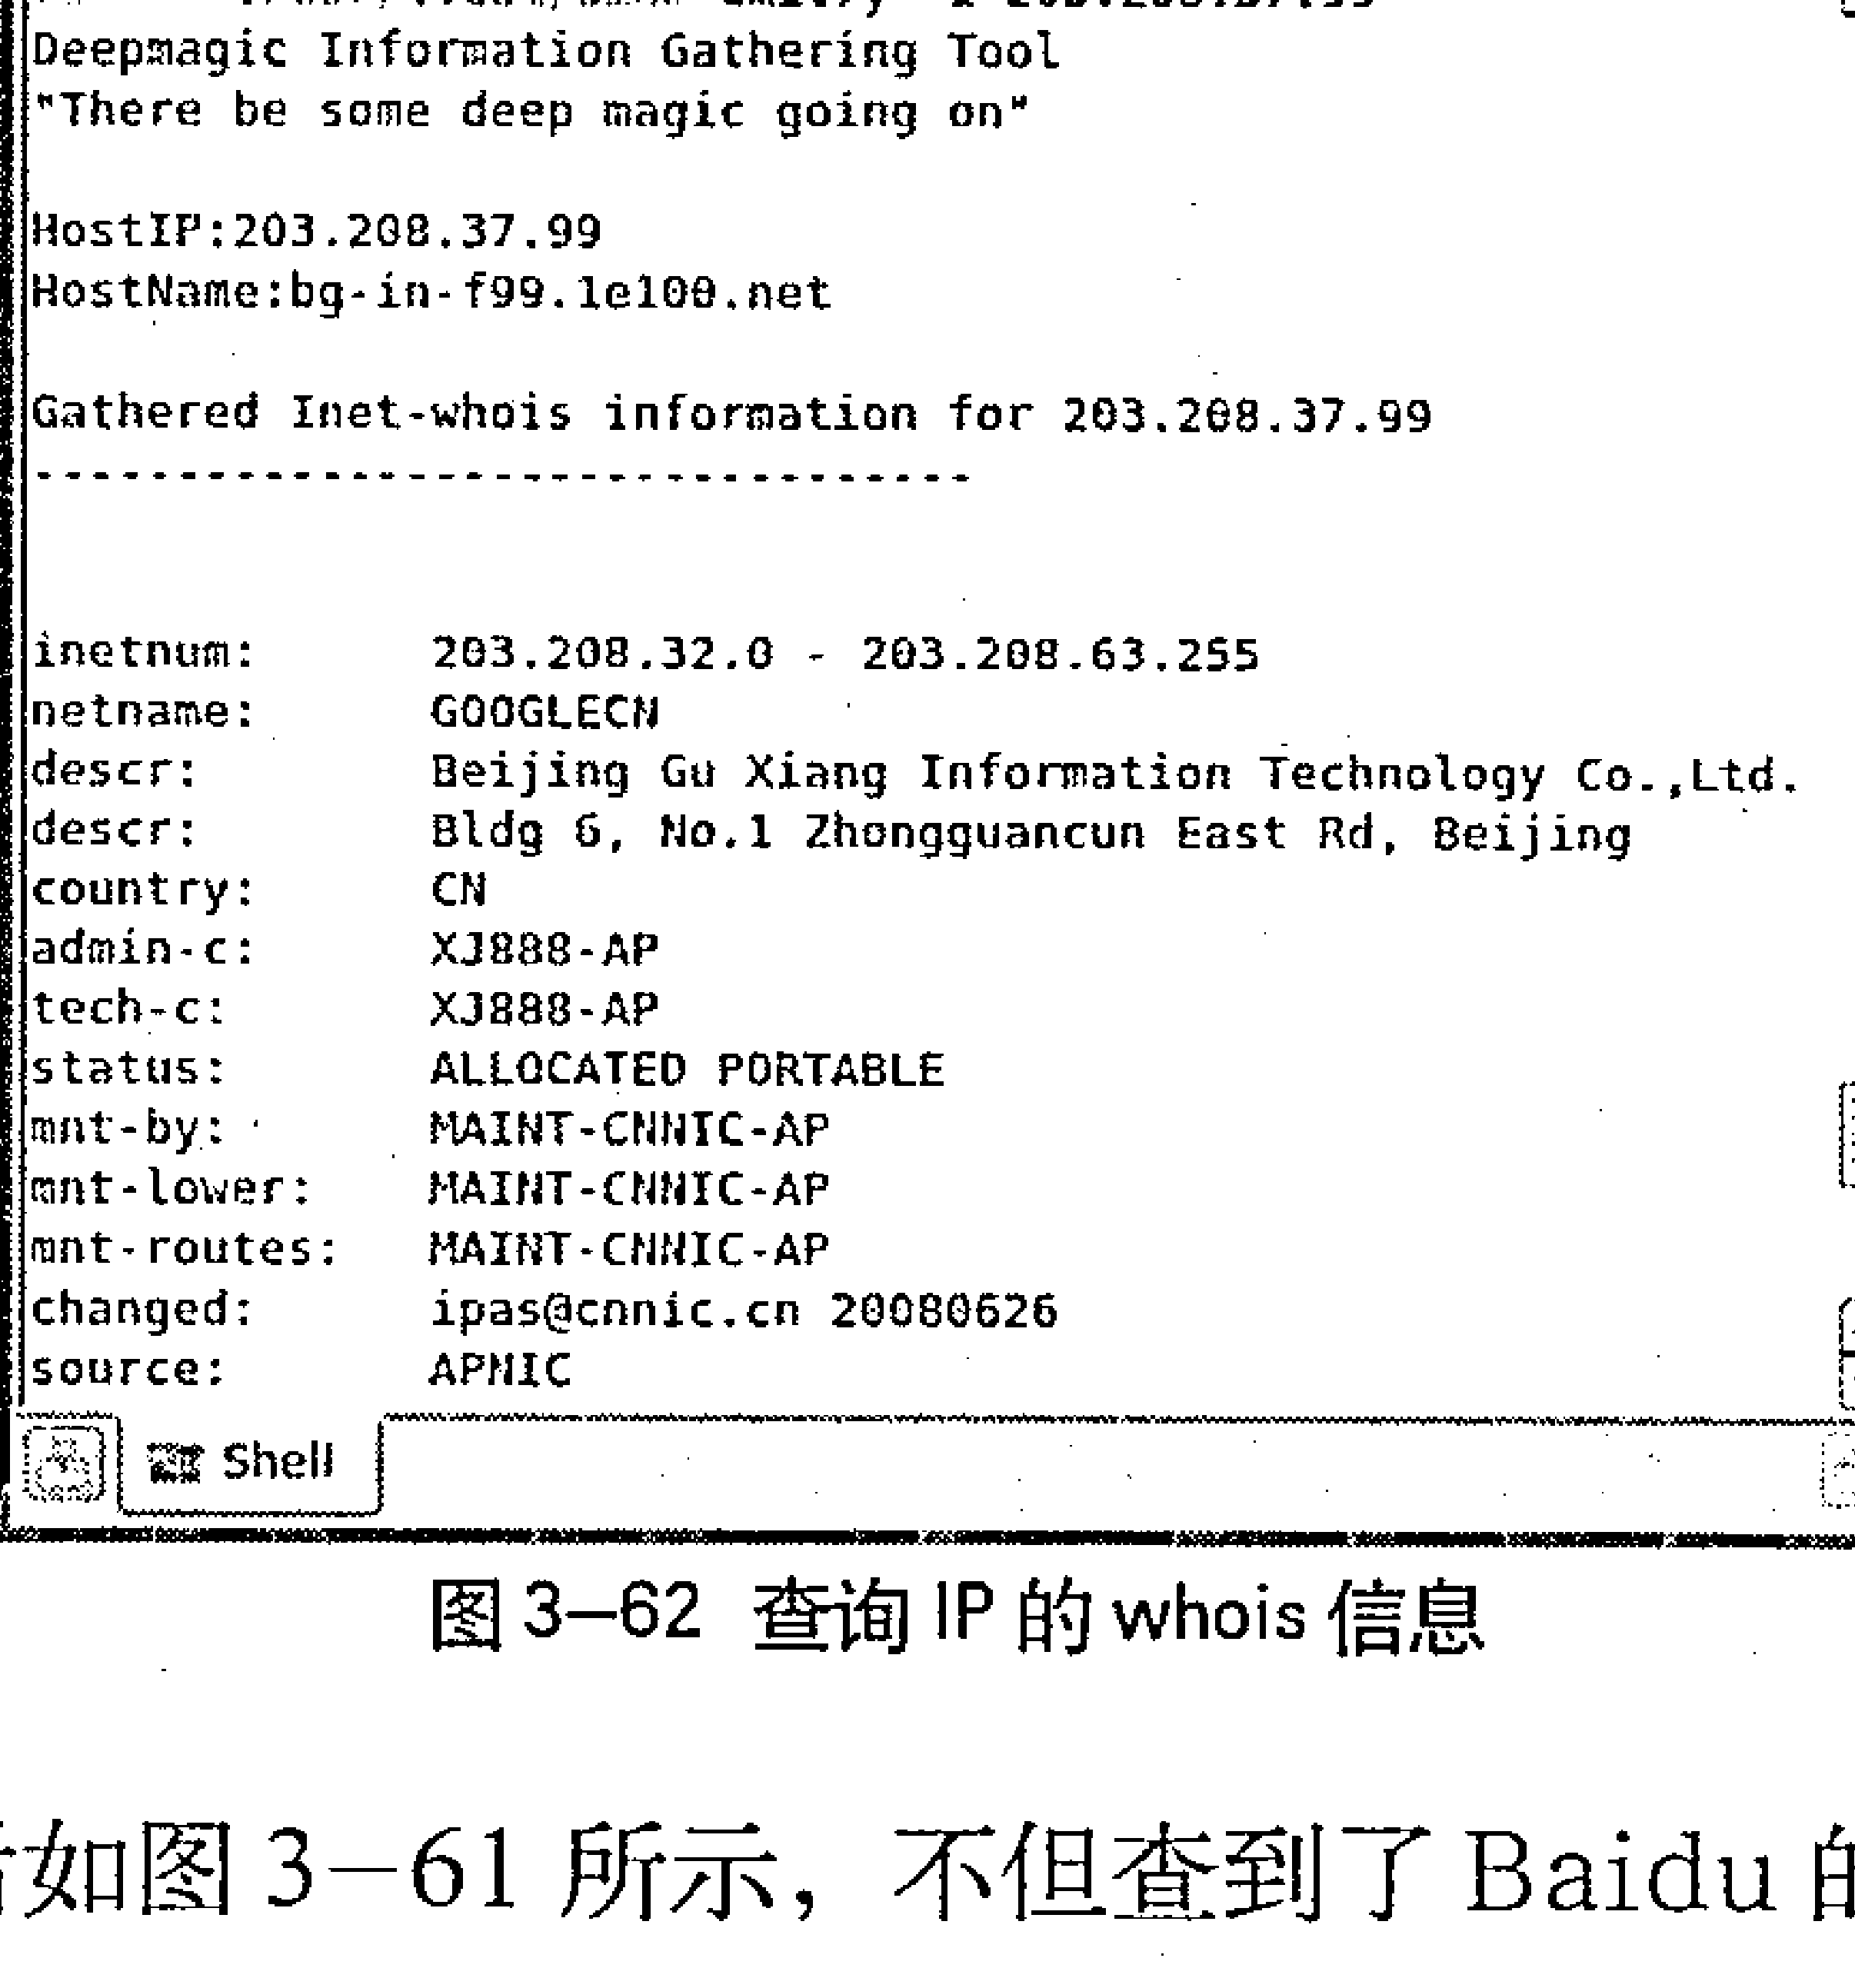 Deepmagic Information Gathering Tool
"There be some deep magic going on"
HostIP:203.208.37.99
HostName:bg-in-f99.1e100.net
Gathered Inet-whois information for 203.208.37.99
---------------------------------
inetnum: 203.208.32.0 - 203.208.63.255
netname: GOOGLECN
descr: Beijing Gu Xiang Information Technology Co.,Ltd.
descr: Bldg 6, No.1 Zhongguancun East Rd, Beijing
country: CN
admin-c: XJ888-AP
tech-c: XJ888-AP
status: ALLOCATED PORTABLE
mnt-by: MAINT-CNNIC-AP
mnt-lower: MAINT-CNNIC-AP
mnt-routes: MAINT-CNNIC-AP
changed: ipas@cnnic.cn 20080626
source: APNIC
Shell
图 3-62 查询 IP 的 whois 信息
如图 3-61 所示，不但查到了 Baidu 的